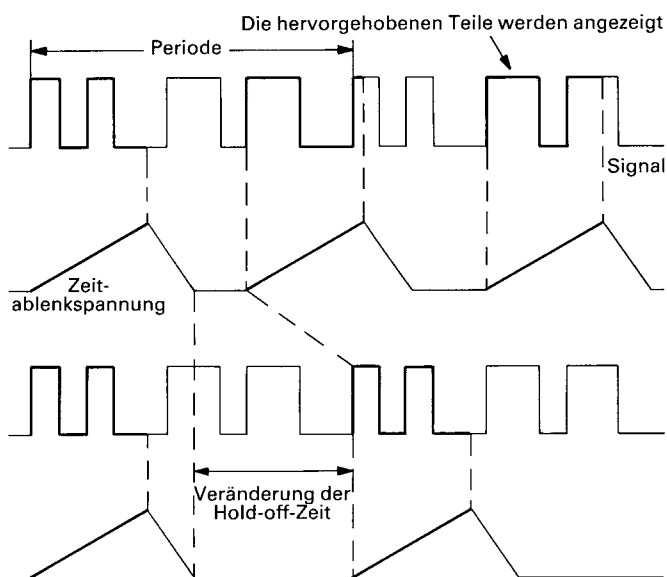 Die hervorgehobenen Teile werden angezeigt
Periode
Signal
Zeit-
ablenkspannung
Veränderung der
Hold-off-Zeit